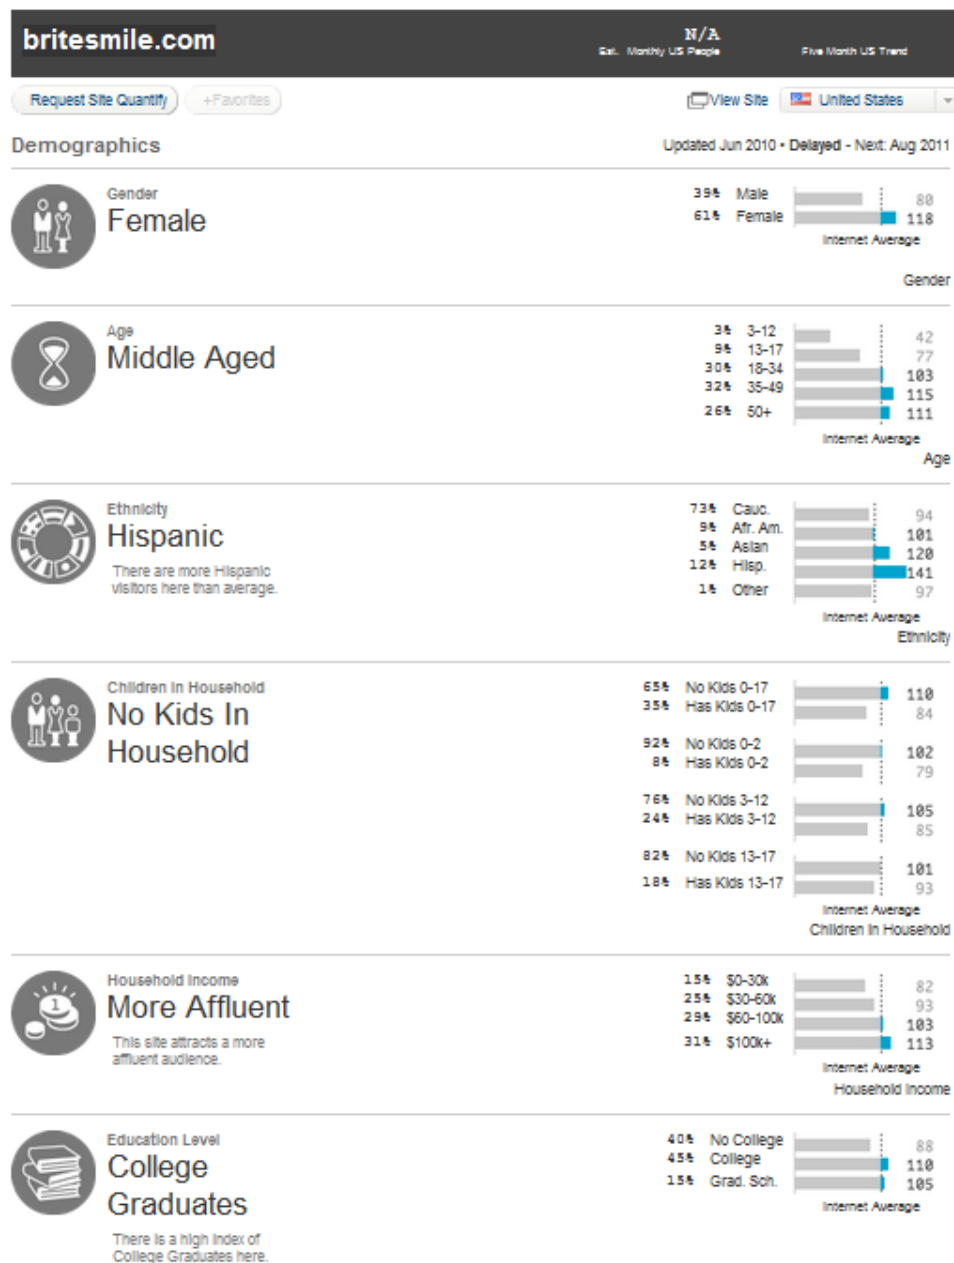 britesmile.com
N/A
Est. Monthly US People
Five Month US Trend
Request Site Quantify
+Favorites
View Site
United States
Demographics
Updated Jun 2010 • Delayed - Next: Aug 2011
Gender
Female
39% Male 80
61% Female 118
Internet Average
Gender
Age
Middle Aged
3% 3-12 42
9% 13-17 77
30% 18-34 103
32% 35-49 115
26% 50+ 111
Internet Average
Age
Ethnicity
Hispanic
There are more Hispanic
visitors here than average.
73% Cauc. 94
9% Afr. Am. 101
5% Asian 120
12% Hisp. 141
1% Other 97
Internet Average
Ethnicity
Children in Household
No Kids In
Household
65% No Kids 0-17 110
35% Has Kids 0-17 84
92% No Kids 0-2 102
8% Has Kids 0-2 79
76% No Kids 3-12 105
24% Has Kids 3-12 85
82% No Kids 13-17 101
18% Has Kids 13-17 93
Internet Average
Children in Household
Household Income
More Affluent
This site attracts a more
affluent audience.
15% $0-30k 82
25% $30-60k 93
29% $60-100k 103
31% $100k+ 113
Internet Average
Household Income
Education Level
College
Graduates
There is a high index of
College Graduates here.
40% No College 88
45% College 110
15% Grad. Sch. 105
Internet Average